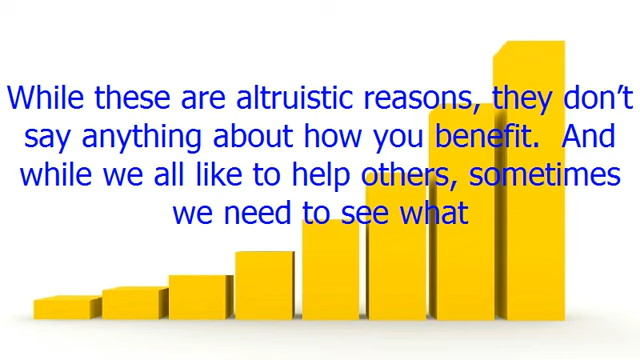 While these are altruistic reasons, they don’t
say anything about how you benefit.  And
while we all like to help others, sometimes
we need to see what